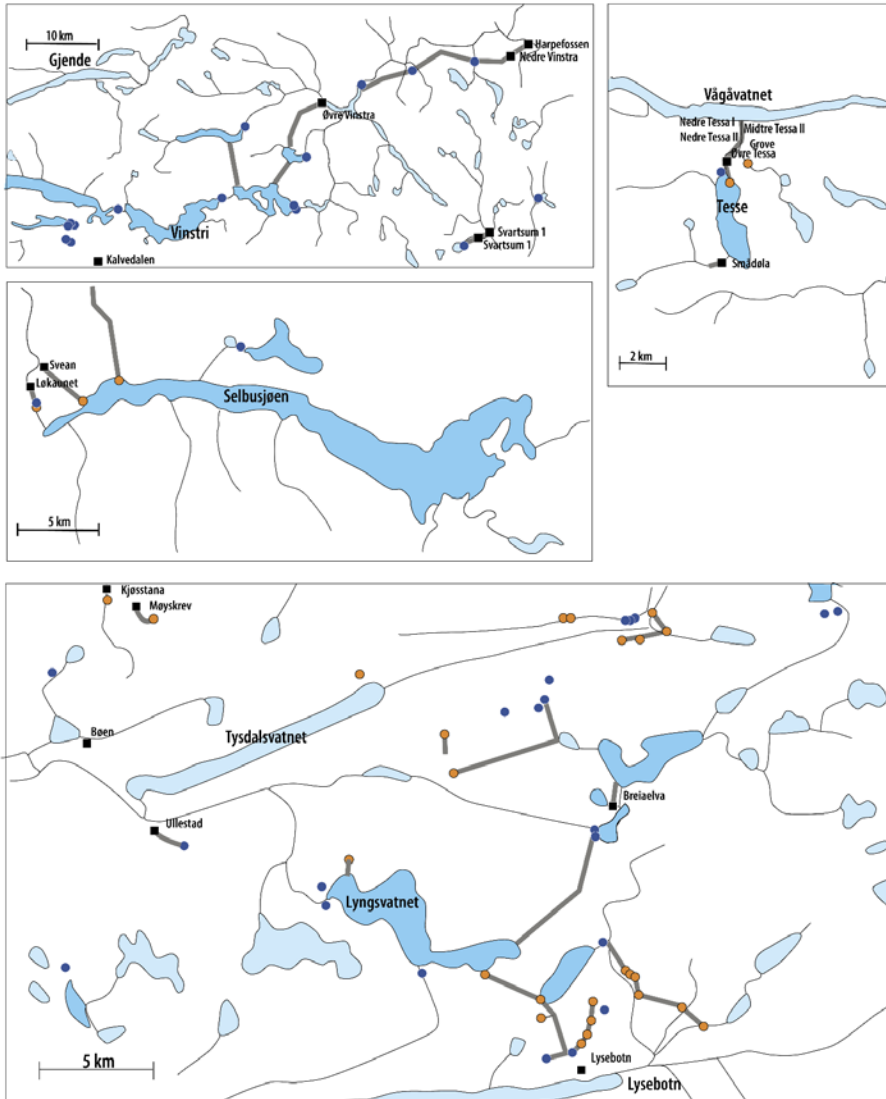 10 km
Gjende
Harpefossen
Nedre Vinstra
Øvre Vinstra
Vinstri
Svartsum 1
Svartsum 1
Kalvedalen
Vågåvatnet
Nedre Tessa I
Midtre Tessa II
Nedre Tessa II
Grove
Øvre Tessa
Tesse
Smådøla
2 km
Svean
Løkaunet
Selbusjøen
5 km
Kjøsstana
Møyskrev
Bøen
Tysdalsvatnet
Breiaelva
Ullestad
Lyngsvatnet
5 km
Lysebotn
Lysebotn